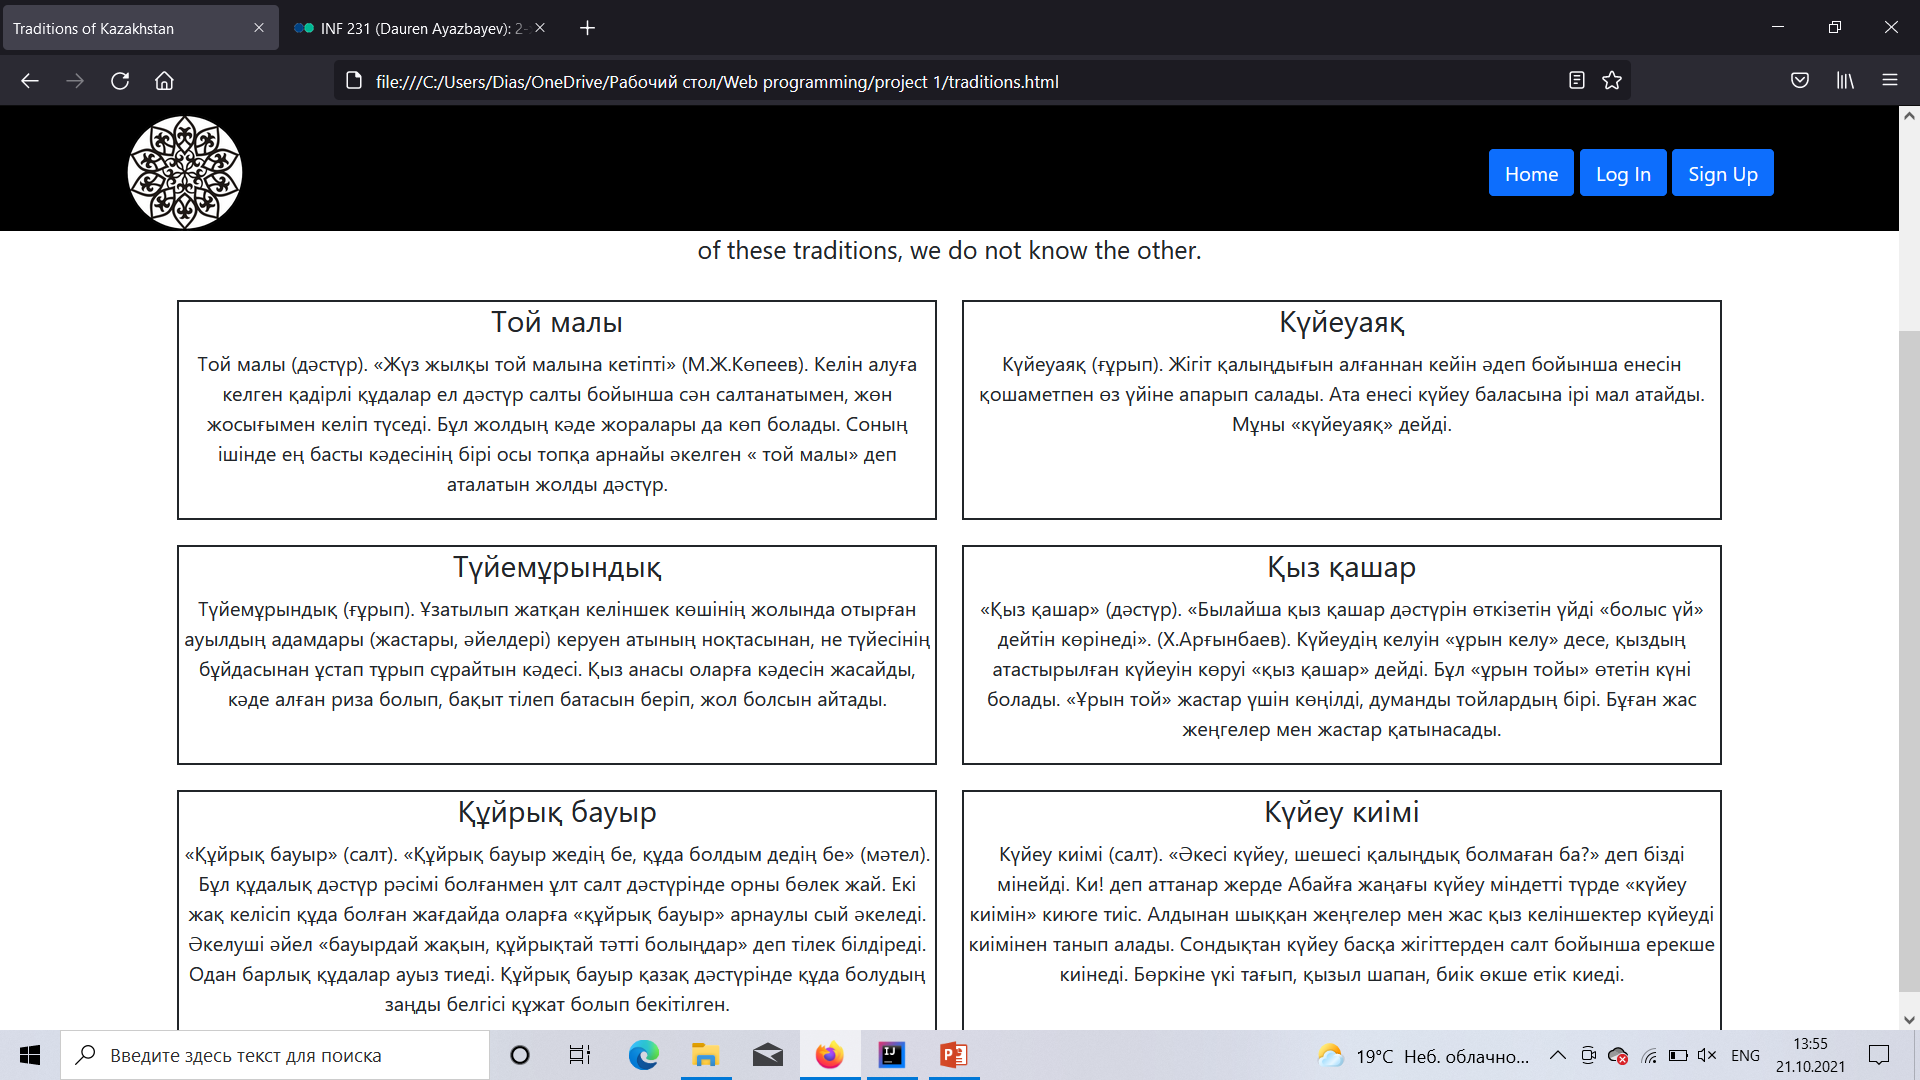 Traditions of Kazakhstan
INF 231 (Dauren Ayazbayev): 2-
file:///C:/Users/Dias/OneDrive/Рабочий стол/Web programming/project 1/traditions.html
Home Log In Sign Up
of these traditions, we do not know the other.
Той малы
Той малы (дәстүр). «Жүз жылқы той малына кетіпті» (М.Ж.Көпеев). Келін алуға
келген қадірлі құдалар ел дәстүр салты бойынша сән салтанатымен, жөн
жосығымен келіп түседі. Бұл жолдың кәде жоралары да көп болады. Соның
ішінде ең басты кәдесінің бірі осы топқа арнайы әкелген « той малы» деп
аталатын жолды дәстүр.
Күйеуаяқ
Күйеуаяқ (ғұрып). Жігіт қалыңдығын алғаннан кейін әдеп бойынша енесін
қошаметпен өз үйіне апарып салады. Ата енесі күйеу баласына ірі мал атайды.
Мұны «күйеуаяқ» дейді.
Түйемұрындық
Түйемұрындық (ғұрып). Ұзатылып жатқан келіншек көшінің жолында отырған
ауылдың адамдары (жастары, әйелдері) керуен атының ноқтасынан, не түйесінің
бұйдасынан ұстап тұрып сұрайтын кәдесі. Қыз анасы оларға кәдесін жасайды,
кәде алған риза болып, бақыт тілеп батасын беріп, жол болсын айтады.
Қыз қашар
«Қыз қашар» (дәстүр). «Былайша қыз қашар дәстүрін өткізетін үйді «болыс үй»
дейтін көрінеді». (Х.Арғынбаев). Күйеудің келуін «ұрын келу» десе, қыздың
атастырылған күйеуін көруі «қыз қашар» дейді. Бұл «ұрын тойы» өтетін күні
болады. «Ұрын той» жастар үшін көңілді, думанды тойлардың бірі. Бұған жас
жеңгелер мен жастар қатынасады.
Құйрық бауыр
«Құйрық бауыр» (салт). «Құйрық бауыр жедің бе, құда болдым дедің бе» (мәтел).
Бұл құдалық дәстүр рәсімі болғанмен ұлт салт дәстүрінде орны бөлек жай. Екі
жақ келісіп құда болған жағдайда оларға «құйрық бауыр» арнаулы сый әкеледі.
Әкелуші әйел «бауырдай жақын, құйрықтай тәтті болыңдар» деп тілек білдіреді.
Одан барлық құдалар ауыз тиеді. Құйрық бауыр қазақ дәстүрінде құда болудың
заңды белгісі құжат болып бекітілген.
Күйеу киімі
Күйеу киімі (салт). «Әкесі күйеу, шешесі қалыңдық болмаған ба?» деп бізді
мінейді. Ки! деп аттанар жерде Абайға жаңағы күйеу міндетті түрде «күйеу
киімін» киюге тиіс. Алдынан шыққан жеңгелер мен жас қыз келіншектер күйеуді
киімінен танып алады. Сондықтан күйеу басқа жігіттерден салт бойынша ерекше
киінеді. Бөркіне үкі тағып, қызыл шапан, биік өкше етік киеді.
Введите здесь текст для поиска
19°C Неб. облачно...
ENG
13:55
21.10.2021